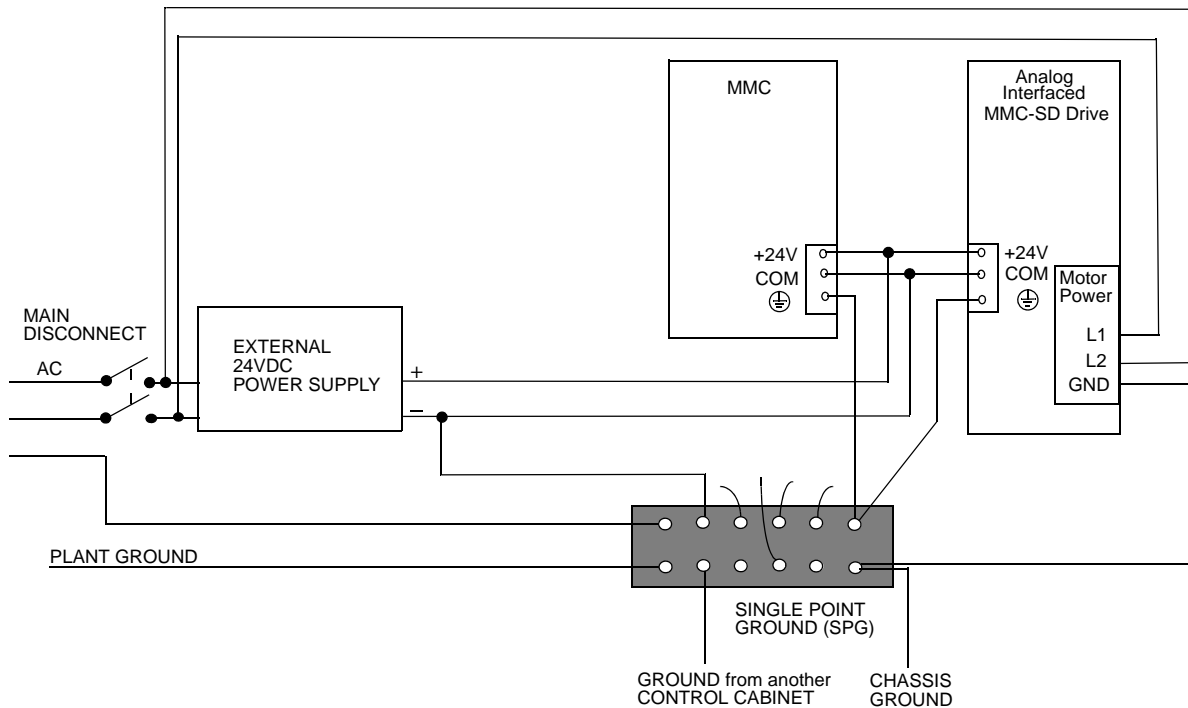 MMC
Analog
Interfaced
MMC-SD Drive
+24V
COM
+24V
COM
Motor
Power
L1
L2
GND
MAIN
DISCONNECT
AC
EXTERNAL
24VDC
POWER SUPPLY
+
–
PLANT GROUND
SINGLE POINT
GROUND (SPG)
GROUND from another
CONTROL CABINET
CHASSIS
GROUND